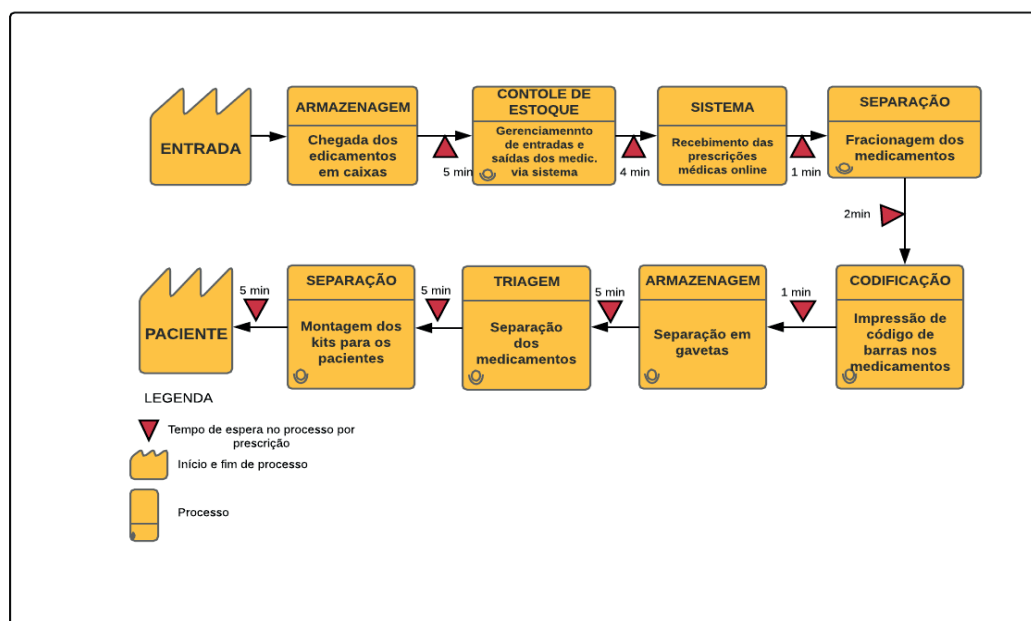 ENTRADA
ARMAZENAGEM
Chegada dos
edicamentos
em caixas
5 min
CONTOLE DE
ESTOQUE
Gerenciamennto
de entradas e
saídas dos medic.
via sistema
4 min
SISTEMA
Recebimento das
prescrições
médicas online
1 min
SEPARAÇÃO
Fracionagem dos
medicamentos
2min
CODIFICAÇÃO
Impressão de
código de
barras nos
medicamentos
1 min
ARMAZENAGEM
Separação em
gavetas
5 min
TRIAGEM
Separação
dos
medicamentos
5 min
SEPARAÇÃO
Montagem dos
kits para os
pacientes
5 min
PACIENTE
LEGENDA
Tempo de espera no processo por
prescrição
Início e fim de processo
Processo